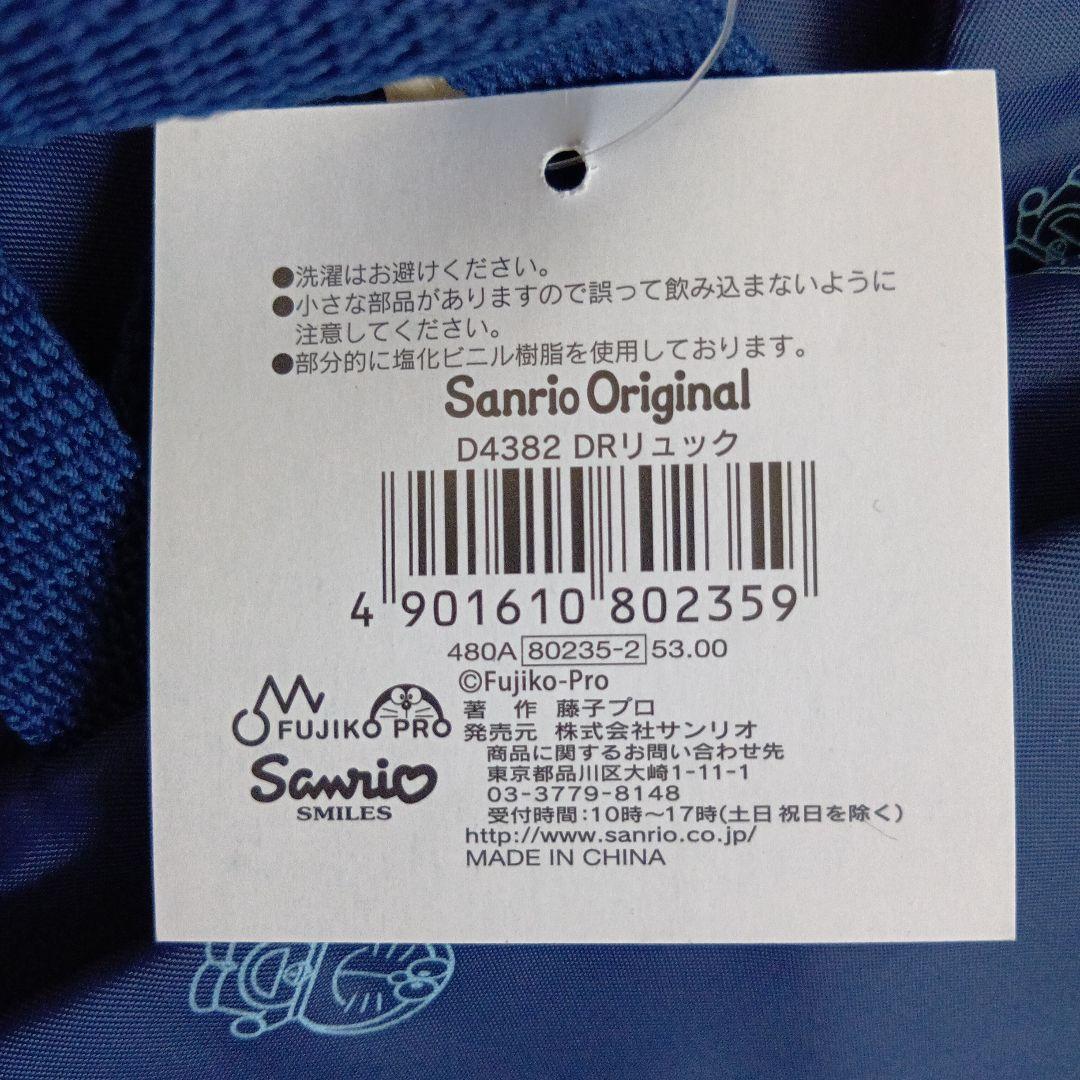 ●洗濯はお避けください。
●小さな部品がありますので誤って飲み込まないように
注意してください。
●部分的に塩化ビニル樹脂を使用しております。
Sanrio Original
D4382 DRリュック
4 901610 802359
480A 80235-2 53.00
©Fujiko-Pro
FUJIKO PRO
著 作 藤子プロ
発売元 株式会社サンリオ
Sanrio
SMILES
商品に関するお問い合わせ先
東京都品川区大崎1-11-1
03-3779-8148
受付時間:10時～17時(土日祝日を除く)
http://www.sanrio.co.jp/
MADE IN CHINA